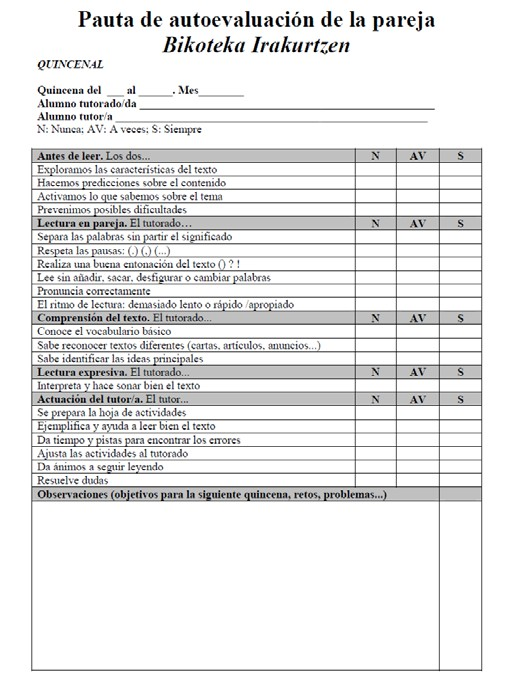 Pauta de autoevaluación de la pareja
Bikoteka Irakurtzen
QUINCENAL
Quincena del ___ al _____. Mes_______
Alumno tutorado/da ______________________________
Alumno tutor/a ______________________________
N: Nunca; AV: A veces; S: Siempre
Antes de leer. Los dos... N AV S
Exploramos las características del texto
Hacemos predicciones sobre el contenido
Activamos lo que sabemos sobre el tema
Prevenimos posibles dificultades
Lectura en pareja. El tutorado… N AV S
Separa las palabras sin partir el significado
Respeta las pausas: (.) (,) (...)
Realiza una buena entonación del texto () ? !
Lee sin añadir, sacar, desfigurar o cambiar palabras
Pronuncia correctamente
El ritmo de lectura: demasiado lento o rápido /apropiado
Comprensión del texto. El tutorado... N AV S
Conoce el vocabulario básico
Sabe reconocer textos diferentes (cartas, artículos, anuncios...)
Sabe identificar las ideas principales
Lectura expresiva. El tutorado... N AV S
Interpreta y hace sonar bien el texto
Actuación del tutor/a. El tutor... N AV S
Se prepara la hoja de actividades
Ejemplifica y ayuda a leer bien el texto
Da tiempo y pistas para encontrar los errores
Ajusta las actividades al tutorado
Da ánimos a seguir leyendo
Resuelve dudas
Observaciones (objetivos para la siguiente quincena, retos, problemas...)